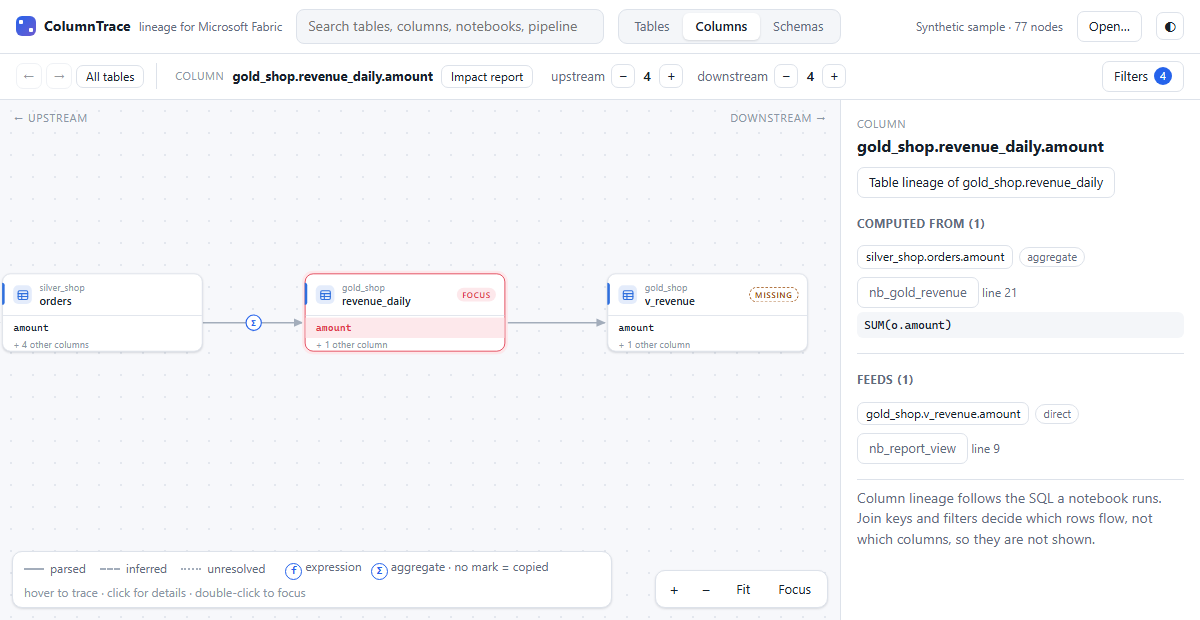 ColumnTrace lineage for Microsoft Fabric Search tables, columns, notebooks, pipeline Tables Columns Schemas Synthetic sample · 77 nodes Open...
← → All tables COLUMN gold_shop.revenue_daily.amount Impact report upstream − 4 + downstream − 4 + Filters 4
← UPSTREAM DOWNSTREAM →
silver_shop
orders
amount
+ 4 other columns
Σ
gold_shop
revenue_daily FOCUS
amount
+ 1 other column
gold_shop
v_revenue MISSING
amount
+ 1 other column
parsed inferred unresolved f expression Σ aggregate · no mark = copied
hover to trace · click for details · double-click to focus
+ − Fit Focus
COLUMN
gold_shop.revenue_daily.amount
Table lineage of gold_shop.revenue_daily
COMPUTED FROM (1)
silver_shop.orders.amount aggregate
nb_gold_revenue line 21
SUM(o.amount)
FEEDS (1)
gold_shop.v_revenue.amount direct
nb_report_view line 9
Column lineage follows the SQL a notebook runs.
Join keys and filters decide which rows flow, not
which columns, so they are not shown.